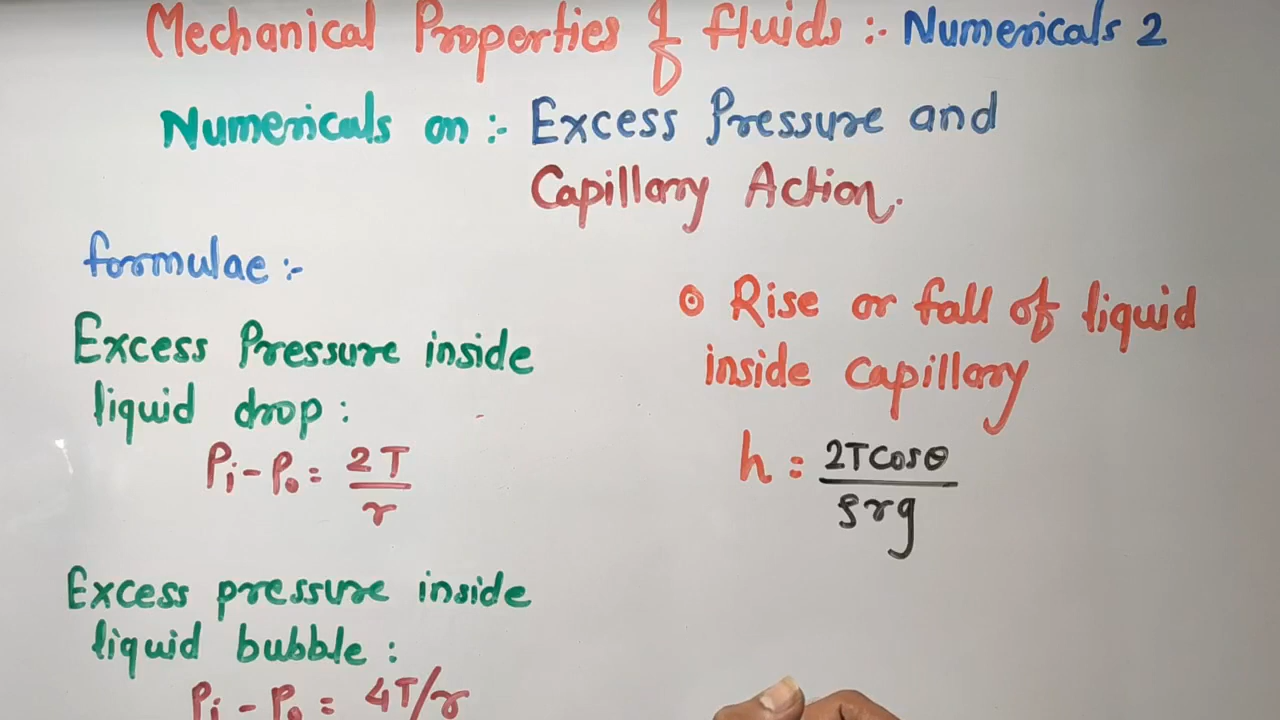 Mechanical Properties of fluids :- Numericals 2
Numericals on :- Excess Pressure and
Capillary Action.
formulae :-
Excess Pressure inside
liquid drop :
Pi - Po = 2T
r
Excess pressure inside
liquid bubble :
Pi - Po = 4T/r
⊙ Rise or fall of liquid
inside capillary
h = 2Tcosθ
ρrg